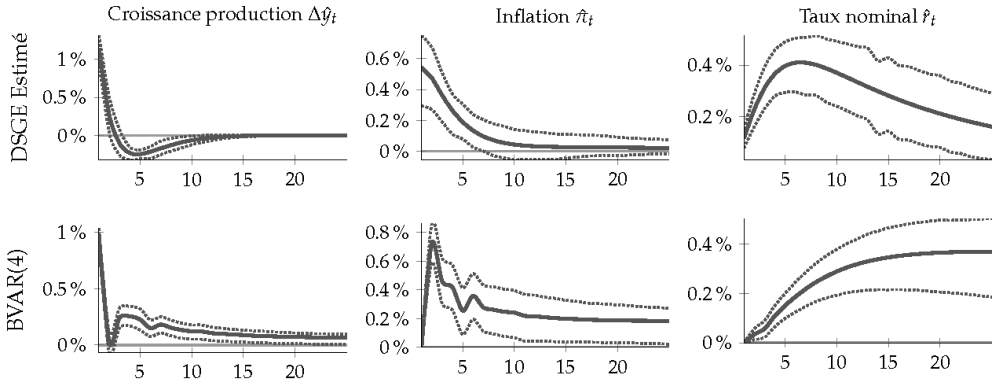 Croissance production Δŷₜ
Inflation π̂ₜ
Taux nominal r̂ₜ
DSGE Estimé
1 %
0.5 %
0 %
5 10 15 20
0.6 %
0.4 %
0.2 %
0 %
5 10 15 20
0.4 %
0.2 %
5 10 15 20
BVAR(4)
1 %
0.5 %
0 %
5 10 15 20
0.8 %
0.6 %
0.4 %
0.2 %
0 %
5 10 15 20
0.4 %
0.2 %
0 %
5 10 15 20